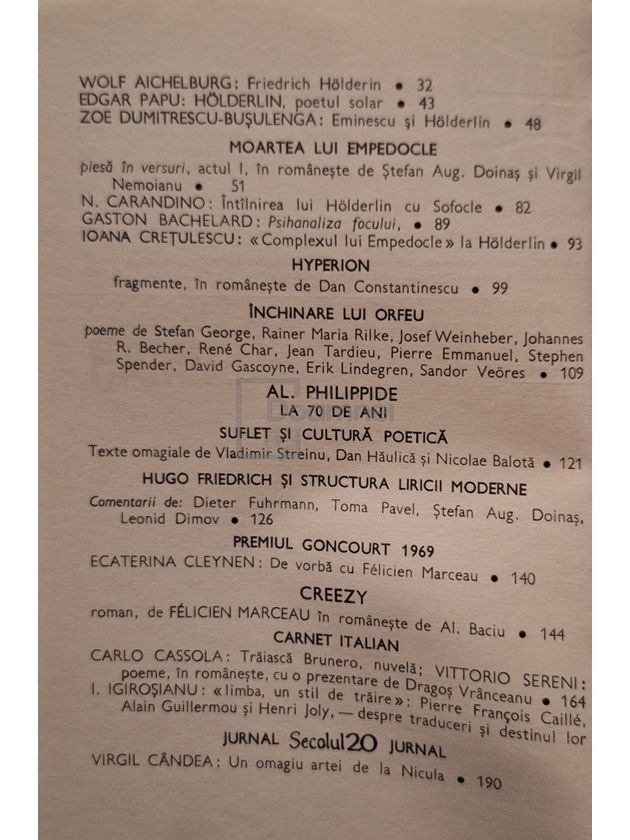 WOLF AICHELBURG: Friedrich Hölderin • 32
EDGAR PAPU: HÖLDERLIN, poetul solar • 43
ZOE DUMITRESCU-BUȘULENGA: Eminescu și Hölderlin • 48
MOARTEA LUI EMPEDOCLE
piesă în versuri, actul I, în românește de Ștefan Aug. Doinaș și Virgil
Nemoianu • 51
N. CARANDINO: Întîlnirea lui Hölderlin cu Sofocle • 82
GASTON BACHELARD: Psihanaliza focului, • 89
IOANA CREȚULESCU: «Complexul lui Empedocle» la Hölderlin • 93
HYPERION
fragmente, în românește de Dan Constantinescu • 99
ÎNCHINARE LUI ORFEU
poeme de Stefan George, Rainer Maria Rilke, Josef Weinheber, Johannes
R. Becher, René Char, Jean Tardieu, Pierre Emmanuel, Stephen
Spender, David Gascoyne, Erik Lindegren, Sandor Veöres • 109
AL. PHILIPPIDE
LA 70 DE ANI
SUFLET ȘI CULTURĂ POETICĂ
Texte omagiale de Vladimir Streinu, Dan Hăulică și Nicolae Balotă • 121
HUGO FRIEDRICH ȘI STRUCTURA LIRICII MODERNE
Comentarii de: Dieter Fuhrmann, Toma Pavel, Ștefan Aug. Doinaș,
Leonid Dimov • 126
PREMIUL GONCOURT 1969
ECATERINA CLEYNEN: De vorbă cu Félicien Marceau • 140
CREEZY
roman, de FÉLICIEN MARCEAU în românește de Al. Baciu • 144
CARNET ITALIAN
CARLO CASSOLA: Trăiască Brunero, nuvelă; VITTORIO SERENI:
poeme, în românește, cu o prezentare de Dragoș Vrânceanu • 164
I. IGIROȘIANU: «limba, un stil de trăire»: Pierre François Caillé,
Alain Guillermou și Henri Joly, — despre traduceri și destinul lor
JURNAL Secolul20 JURNAL
VIRGIL CÂNDEA: Un omagiu artei de la Nicula • 190